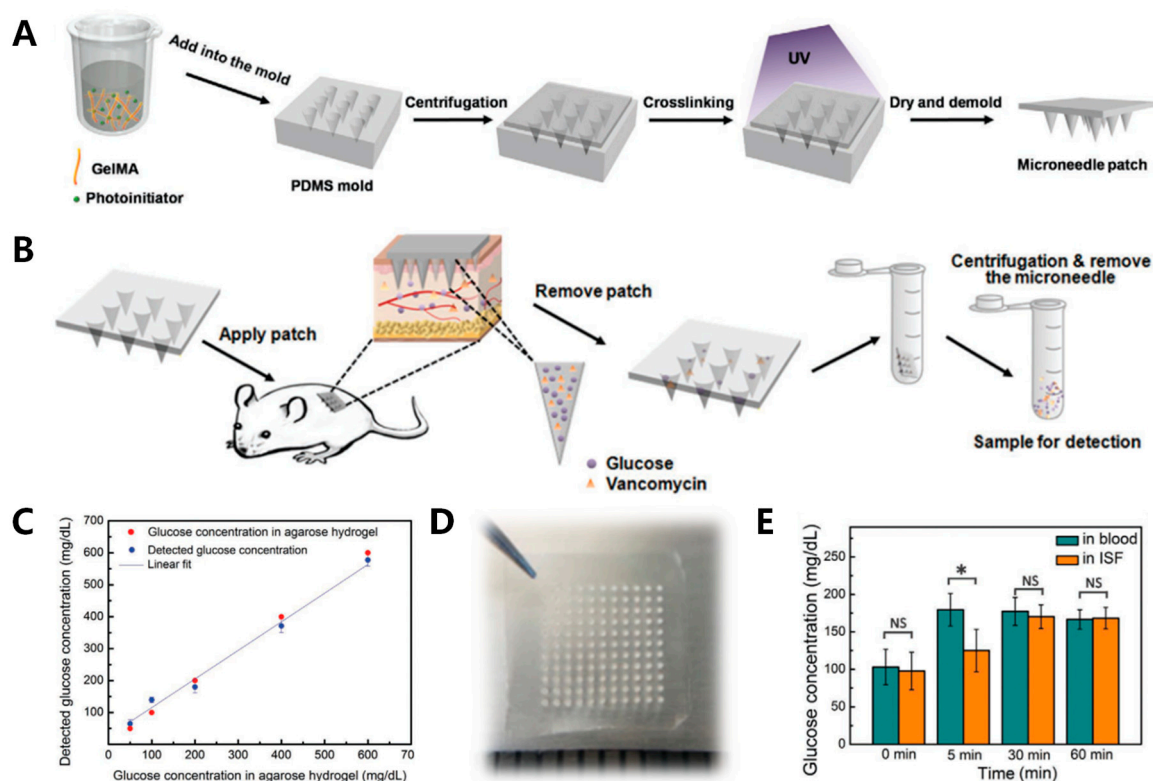 A
Add into the mold
GelMA
Photoinitiator
PDMS mold
Centrifugation
Crosslinking
UV
Dry and demold
Microneedle patch
B
Apply patch
Remove patch
Glucose
Vancomycin
Centrifugation & remove
the microneedle
Sample for detection
C
Detected glucose concentration (mg/dL)
700
600
500
400
300
200
100
Glucose concentration in agarose hydrogel
Detected glucose concentration
Linear fit
0 100 200 300 400 500 600 70
Glucose concentration in agarose hydrogel (mg/dL)
D
E
Glucose concentration (mg/dL)
250
200
150
100
50
0
in blood
in ISF
NS
*
NS
NS
0 min 5 min 30 min 60 min
Time (min)